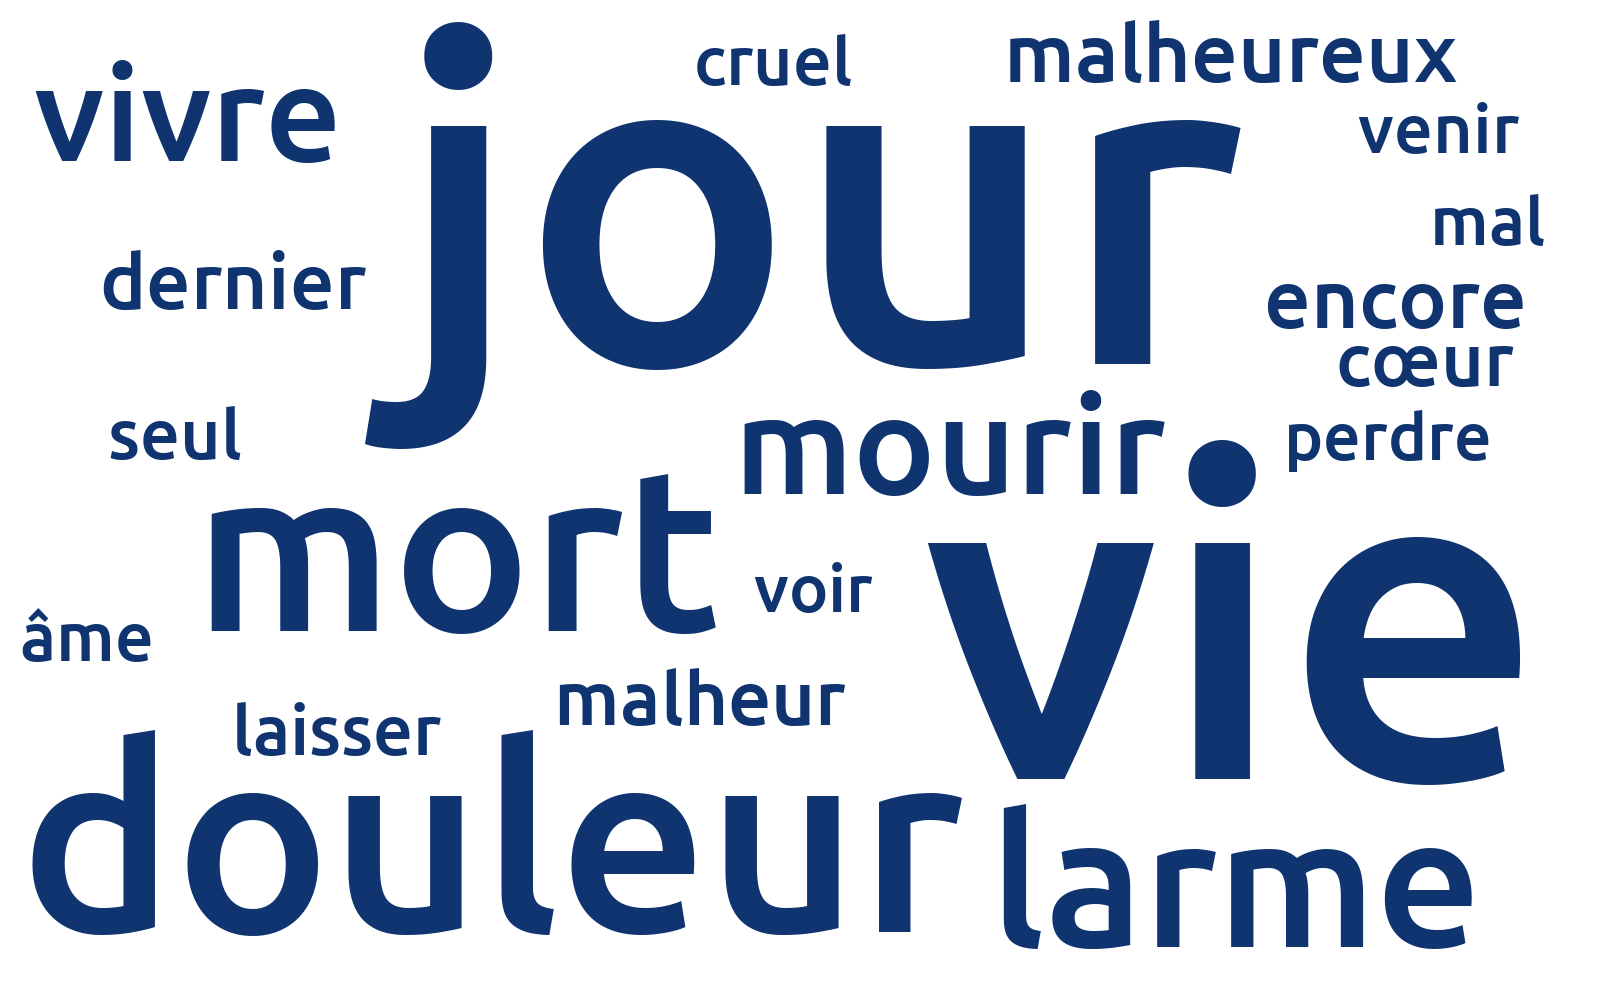 cruel
malheureux
vivre
jour
venir
mal
dernier
encore
cœur
seul
mourir
perdre
mort
vie
voir
âme
malheur
laisser
douleur
larme